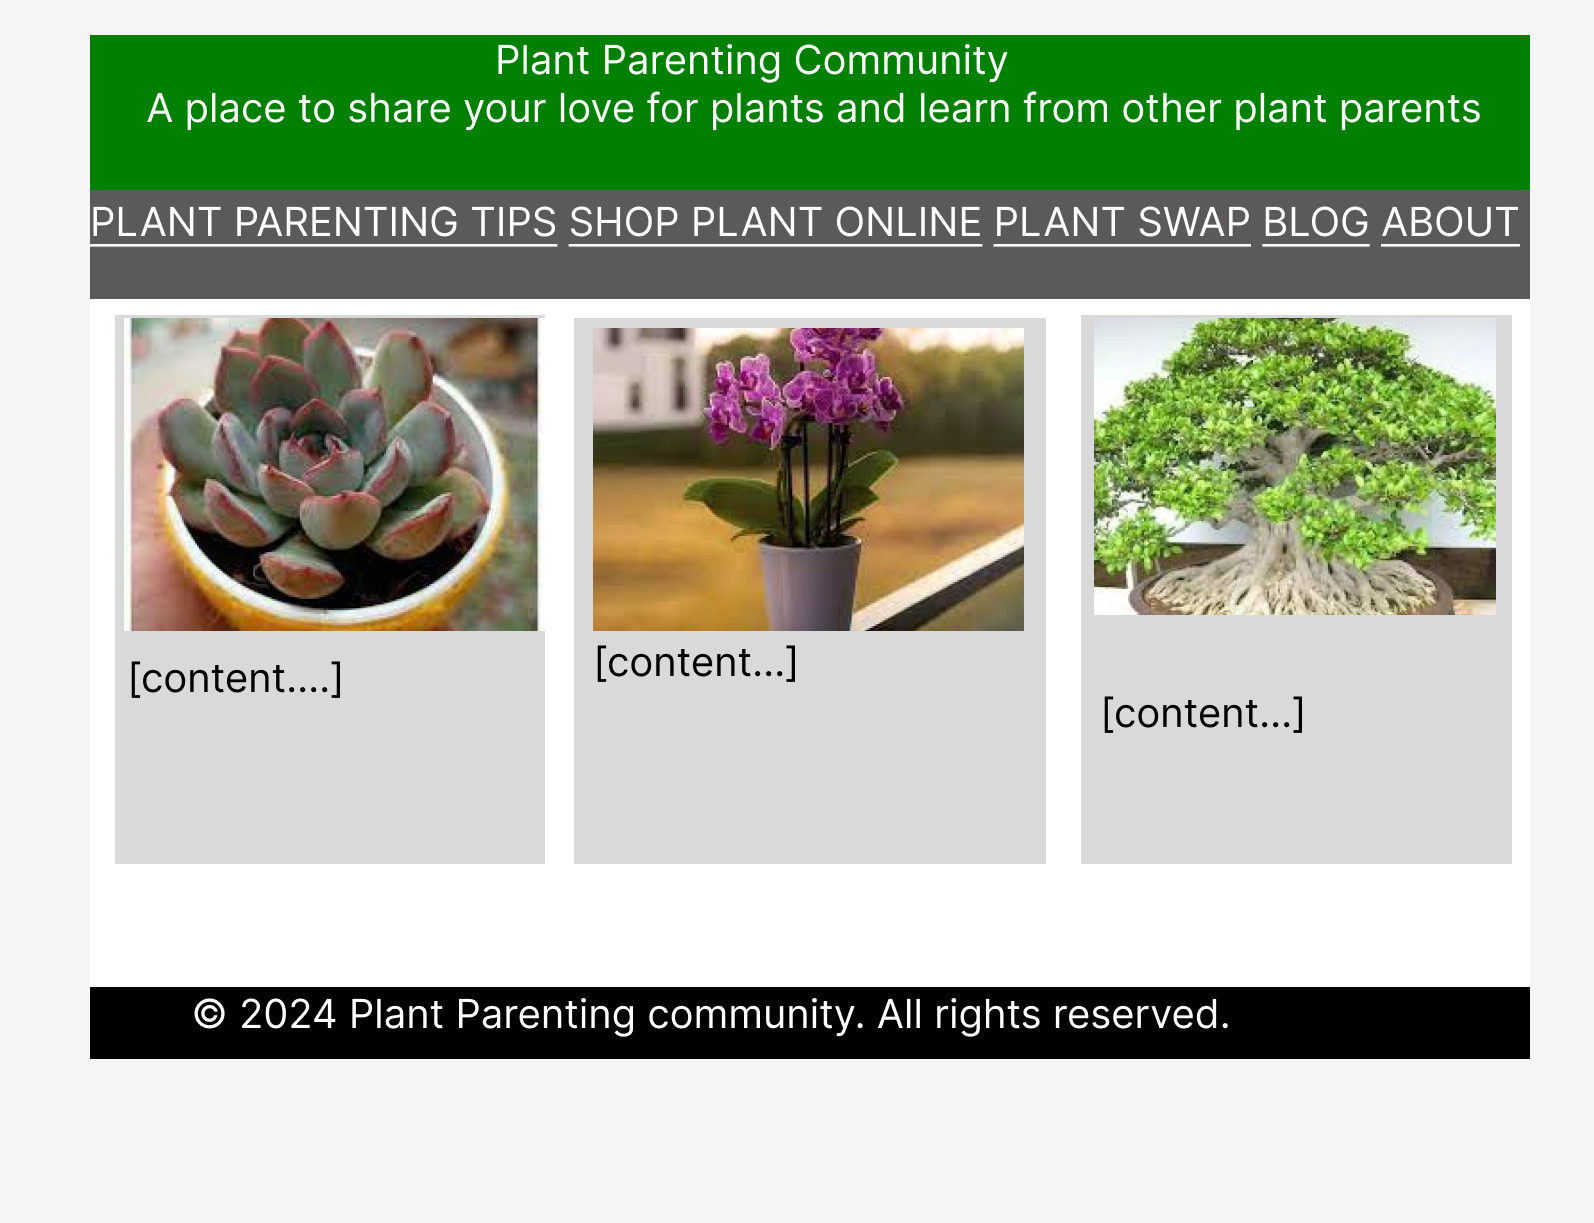 Plant Parenting Community
A place to share your love for plants and learn from other plant parents
PLANT PARENTING TIPS SHOP PLANT ONLINE PLANT SWAP BLOG ABOUT
[content....]
[content...]
[content...]
© 2024 Plant Parenting community. All rights reserved.